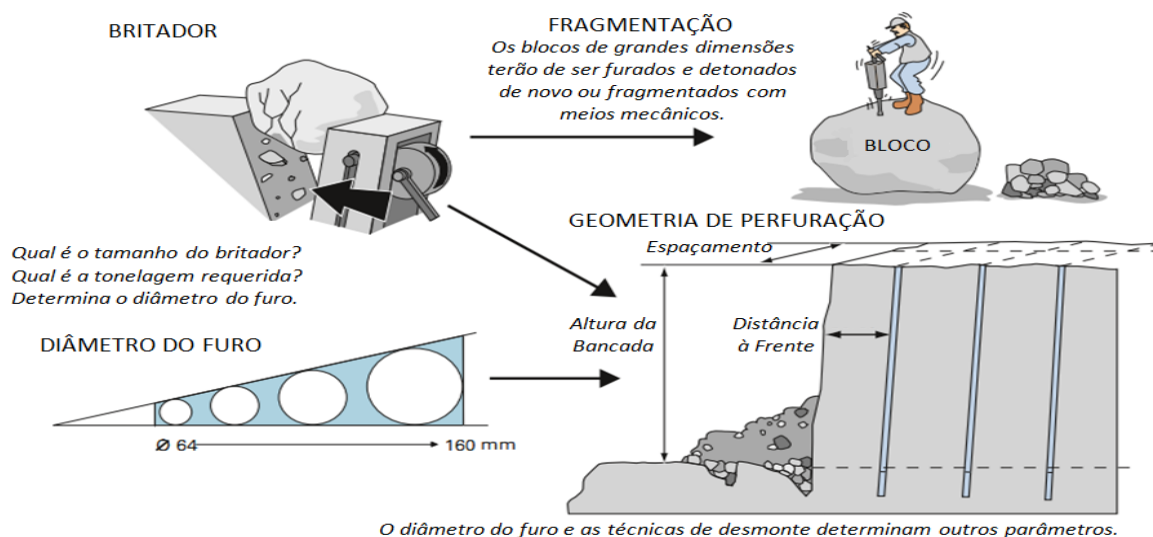 BRITADOR
FRAGMENTAÇÃO
Os blocos de grandes dimensões
terão de ser furados e detonados
de novo ou fragmentados com
meios mecânicos.
BLOCO
Qual é o tamanho do britador?
Qual é a tonelagem requerida?
Determina o diâmetro do furo.
GEOMETRIA DE PERFURAÇÃO
Espaçamento
Altura da
Bancada
Distância
à Frente
DIÂMETRO DO FURO
Ø 64
160 mm
O diâmetro do furo e as técnicas de desmonte determinam outros parâmetros.